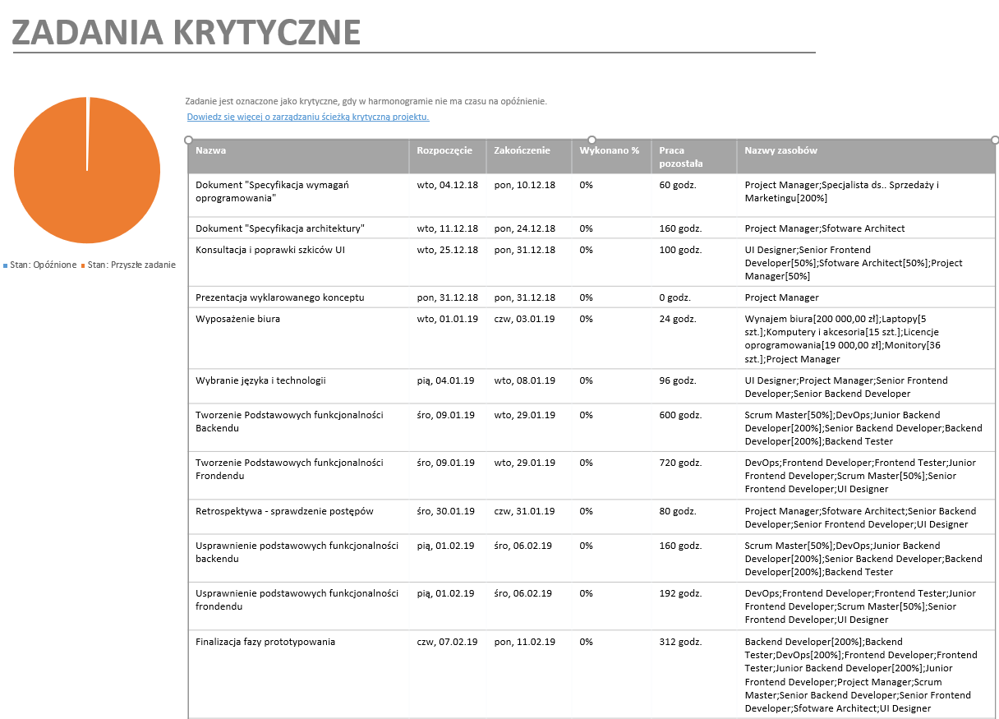 ZADANIA KRYTYCZNE
Zadanie jest oznaczone jako krytyczne, gdy w harmonogramie nie ma czasu na opóźnienie.
Dowiedz się więcej o zarządzaniu ścieżką krytyczną projektu.
Stan: Opóźnione Stan: Przyszłe zadanie
Nazwa Rozpoczęcie Zakończenie Wykonano % Praca Nazwy zasobów
pozostała
Dokument "Specyfikacja wymagań wto, 04.12.18 pon, 10.12.18 0% 60 godz. Project Manager;Specjalista ds.. Sprzedaży i
oprogramowania" Marketingu[200%]
Dokument "Specyfikacja architektury" wto, 11.12.18 pon, 24.12.18 0% 160 godz. Project Manager;Sfotware Architect
Konsultacja i poprawki szkiców UI wto, 25.12.18 pon, 31.12.18 0% 100 godz. UI Designer;Senior Frontend
Developer[50%];Sfotware Architect[50%];Project
Manager[50%]
Prezentacja wyklarowanego konceptu pon, 31.12.18 pon, 31.12.18 0% 0 godz. Project Manager
Wyposażenie biura wto, 01.01.19 czw, 03.01.19 0% 24 godz. Wynajem biura[200 000,00 zł];Laptopy[5
szt.];Komputery i akcesoria[15 szt.];Licencje
oprogramowania[19 000,00 zł];Monitory[36
szt.];Project Manager
Wybranie języka i technologii pią, 04.01.19 wto, 08.01.19 0% 96 godz. UI Designer;Project Manager;Senior Frontend
Developer;Senior Backend Developer
Tworzenie Podstawowych funkcjonalności śro, 09.01.19 wto, 29.01.19 0% 600 godz. Scrum Master[50%];DevOps;Junior Backend
Backendu Developer[200%];Senior Backend Developer;Backend
Developer[200%];Backend Tester
Tworzenie Podstawowych funkcjonalności śro, 09.01.19 wto, 29.01.19 0% 720 godz. DevOps;Frontend Developer;Frontend Tester;Junior
Frondendu Frontend Developer;Scrum Master[50%];Senior
Frontend Developer;UI Designer
Retrospektywa - sprawdzenie postępów śro, 30.01.19 czw, 31.01.19 0% 80 godz. Project Manager;Sfotware Architect;Senior Backend
Developer;Senior Frontend Developer;UI Designer
Usprawnienie podstawowych funkcjonalności pią, 01.02.19 śro, 06.02.19 0% 160 godz. Scrum Master[50%];DevOps;Junior Backend
backendu Developer[200%];Senior Backend Developer;Backend
Developer[200%];Backend Tester
Usprawnienie podstawowych funkcjonalności pią, 01.02.19 śro, 06.02.19 0% 192 godz. DevOps;Frontend Developer;Frontend Tester;Junior
frondendu Frontend Developer;Scrum Master[50%];Senior
Frontend Developer;UI Designer
Finalizacja fazy prototypowania czw, 07.02.19 pon, 11.02.19 0% 312 godz. Backend Developer[200%];Backend
Tester;DevOps[200%];Frontend Developer;Frontend
Tester;Junior Backend Developer[200%];Junior
Frontend Developer;Project Manager;Scrum
Master;Senior Backend Developer;Senior Frontend
Developer;Sfotware Architect;UI Designer